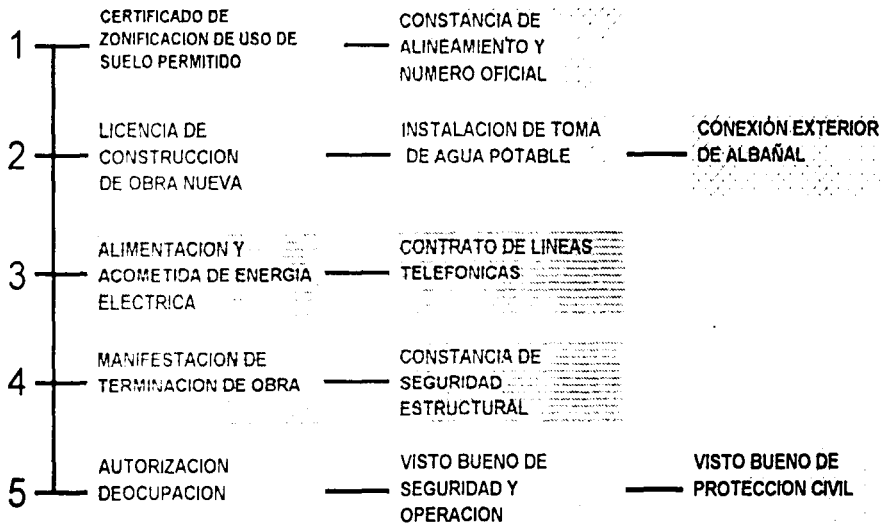 1
CERTIFICADO DE
ZONIFICACION DE USO DE
SUELO PERMITIDO
CONSTANCIA DE
ALINEAMIENTO Y
NUMERO OFICIAL
2
LICENCIA DE
CONSTRUCCION
DE OBRA NUEVA
INSTALACION DE TOMA
DE AGUA POTABLE
CONEXIÓN EXTERIOR
DE ALBAÑAL
3
ALIMENTACION Y
ACOMETIDA DE ENERGIA
ELECTRICA
CONTRATO DE LINEAS
TELEFONICAS
4
MANIFESTACION DE
TERMINACION DE OBRA
CONSTANCIA DE
SEGURIDAD
ESTRUCTURAL
5
AUTORIZACION
DEOCUPACION
VISTO BUENO DE
SEGURIDAD Y
OPERACION
VISTO BUENO DE
PROTECCION CIVIL